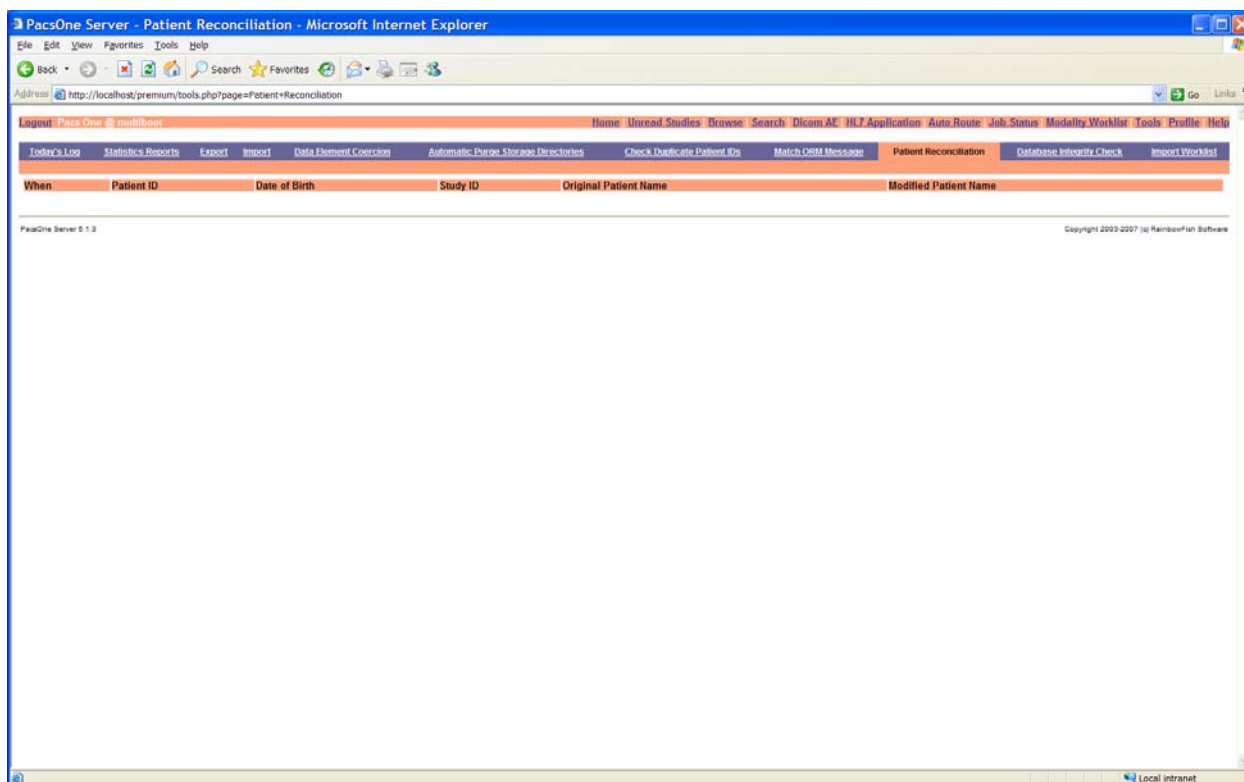 PacsOne Server - Patient Reconciliation - Microsoft Internet Explorer
File Edit View Favorites Tools Help
Back Search Favorites
Address http://localhost/premium/tools.php?page=Patient+Reconciliation Go Links
Logout Pacs One @ multiboot Home Unread Studies Browse Search Dicom AE HL7 Application Auto Route Job Status Modality Worklist Tools Profile Help
Today's Log Statistics Reports Export Import Data Element Coercion Automatic Purge Storage Directories Check Duplicate Patient IDs Match ORM Message Patient Reconciliation Database Integrity Check Import Worklist
When Patient ID Date of Birth Study ID Original Patient Name Modified Patient Name
PacsOne Server Copyright 2003-2007 (c) RainbowFish Software
Local intranet